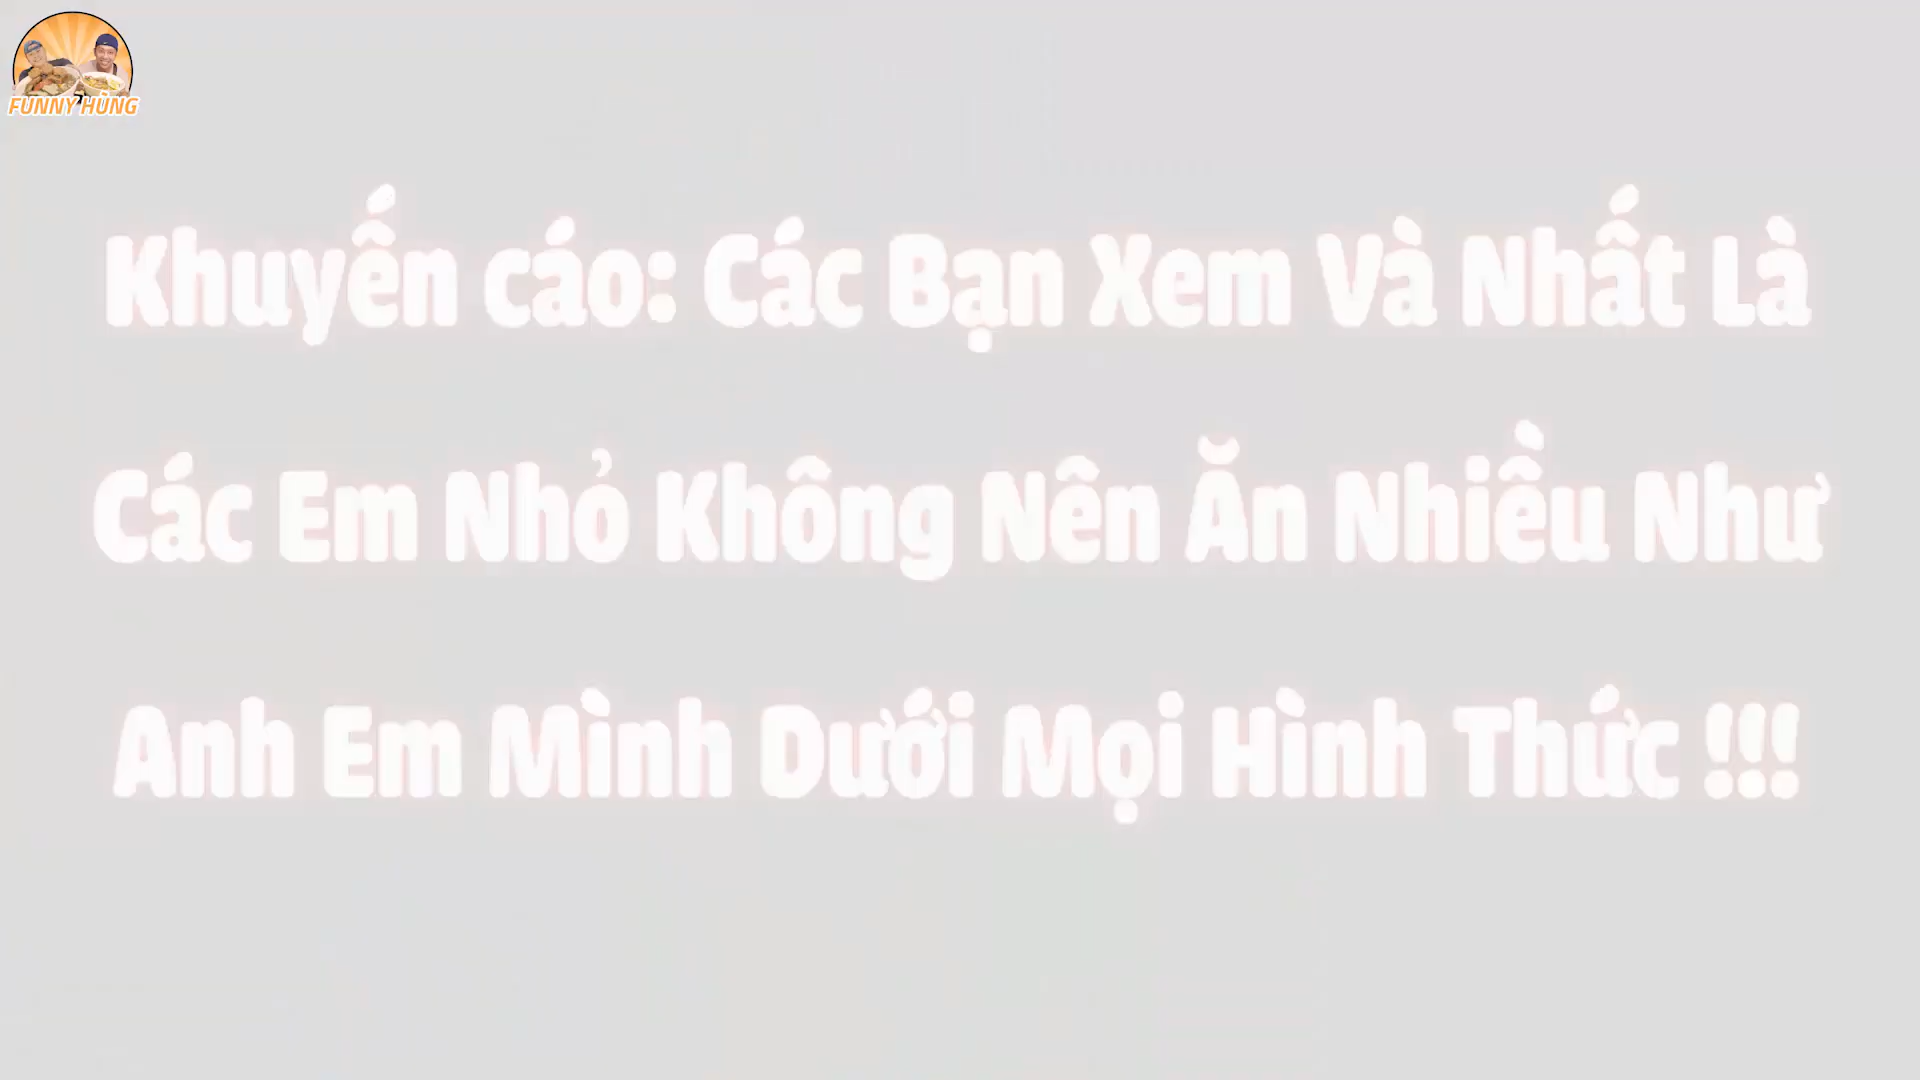 FUNNY HÙNG
Khuyến cáo: Các Bạn Xem Và Nhất Là
Các Em Nhỏ Không Nên Ăn Nhiều Như
Anh Em Mình Dưới Mọi Hình Thức !!!